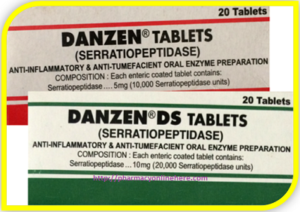 20 Tablets
DANZEN® TABLETS
(SERRATIOPEPTIDASE)
ANTI-INFLAMMATORY & ANTI-TUMEFACIENT ORAL ENZYME PREPARATION
COMPOSITION : Each enteric coated tablet contains:
Serratiopeptidase .... 5mg (10,000 Serratiopeptidase units)
20 Tablets
DANZEN® DS TABLETS
(SERRATIOPEPTIDASE)
ANTI-INFLAMMATORY & ANTI-TUMEFACIENT ORAL ENZYME PREPARATION
COMPOSITION : Each enteric coated tablet contains:
Serratiopeptidase ... 10mg (20,000 Serratiopeptidase units)